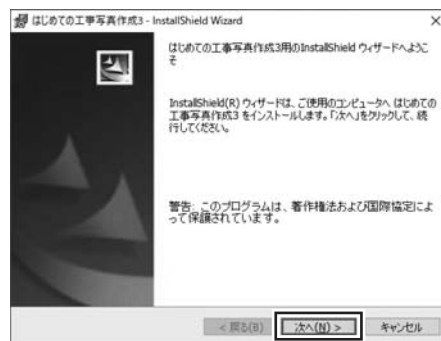 はじめての工事写真作成3 - InstallShield Wizard
はじめての工事写真作成3用のInstallShield ウィザードへようこ
そ
InstallShield(R) ウィザードは、ご使用のコンピュータへ はじめての
工事写真作成3 をインストールします。「次へ」をクリックして、続
行してください。
警告: このプログラムは、著作権法および国際協定によ
って保護されています。
< 戻る(B)
次へ(N) >
キャンセル